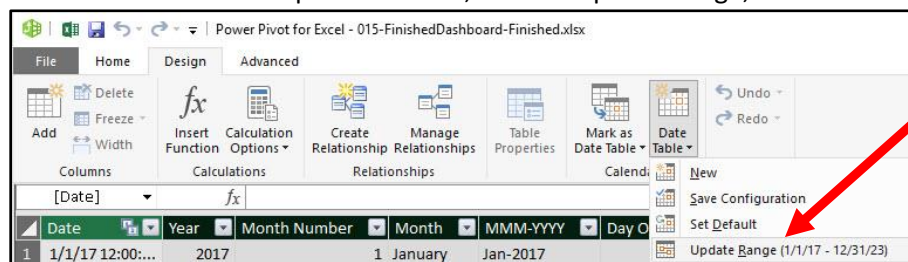 Power Pivot for Excel - 015-FinishedDashboard-Finished.xlsx
File Home Design Advanced
Add
Delete
Freeze
Width
Columns
fx
Insert Function
Calculation Options
Calculations
Create Relationship
Manage Relationships
Relationships
Table Properties
Mark as Date Table
Date Table
Calend
Undo
Redo
New
Save Configuration
Set Default
Update Range (1/1/17 - 12/31/23)
[Date] fx
Date Year Month Number Month MMM-YYYY Day O
1 1/1/17 12:00:... 2017 1 January Jan-2017